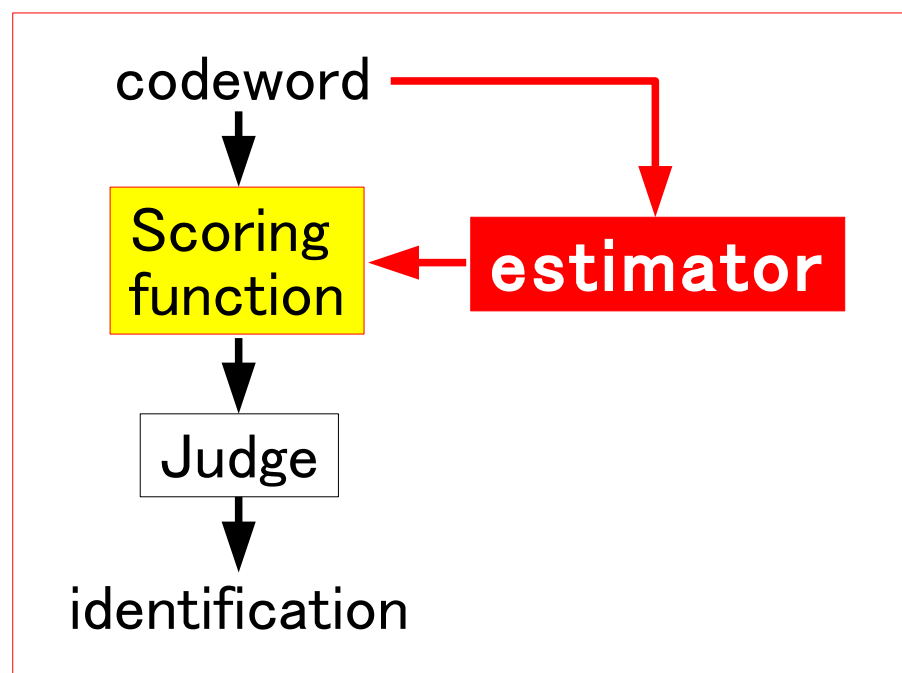 codeword
Scoring
function
estimator
Judge
identification